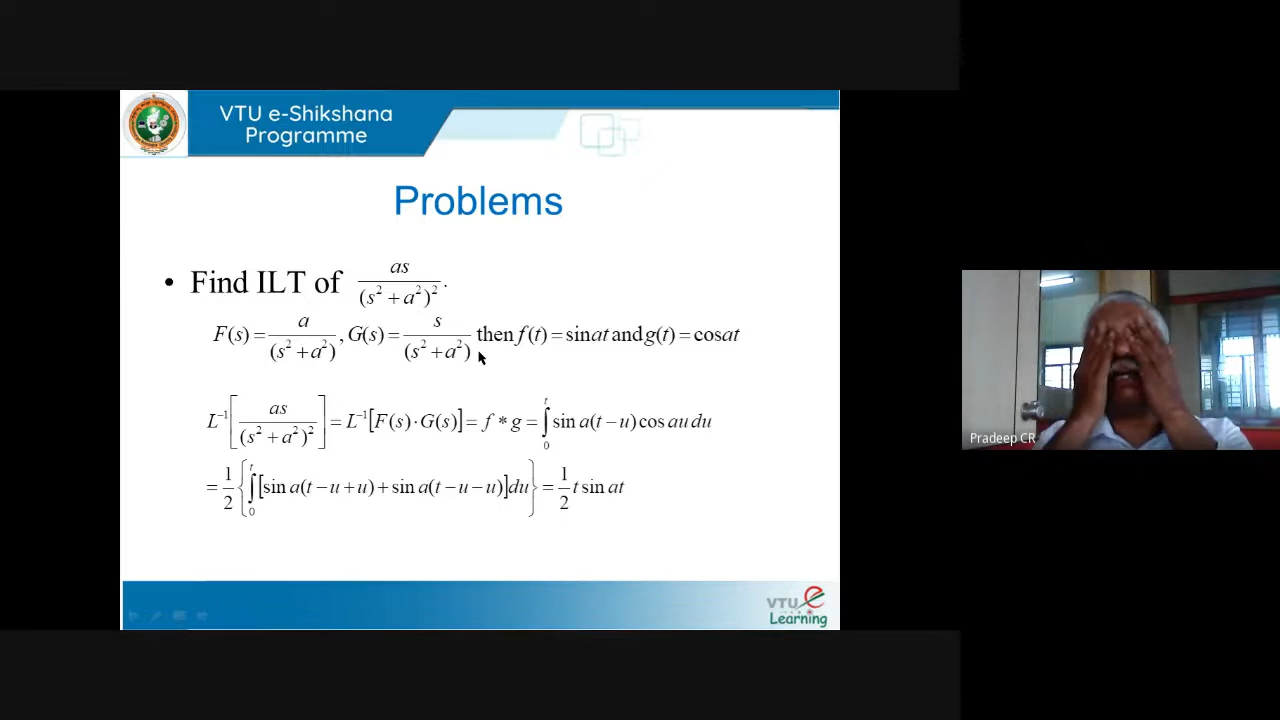 VTU e-Shikshana
Programme
Problems
• Find ILT of as/(s² + a²)².
F(s) = a/(s² + a²), G(s) = s/(s² + a²) then f(t) = sin at and g(t) = cos at
L⁻¹[as/(s² + a²)²] = L⁻¹[F(s)·G(s)] = f * g = ∫₀ᵗ sin a(t − u) cos au du
= 1/2 {∫₀ᵗ [sin a(t − u + u) + sin a(t − u − u)] du} = 1/2 t sin at
Pradeep CR
VTU e
Learning